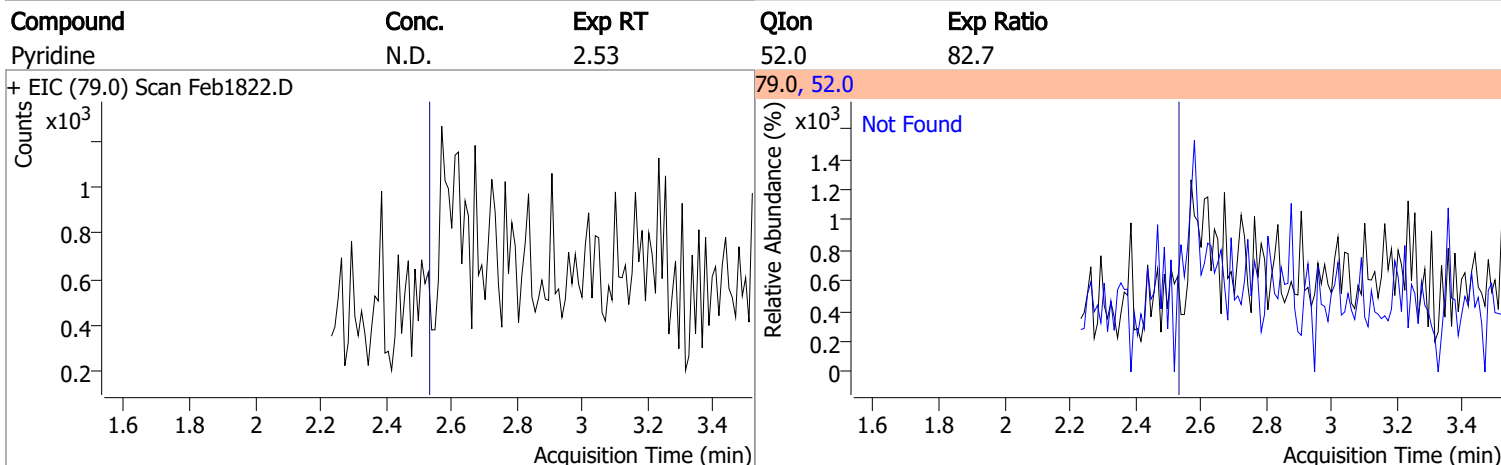 Compound Conc. Exp RT QIon Exp Ratio
Pyridine N.D. 2.53 52.0 82.7
+ EIC (79.0) Scan Feb1822.D
Counts
x10³
1
0.8
0.6
0.4
0.2
1.6 1.8 2 2.2 2.4 2.6 2.8 3 3.2 3.4
Acquisition Time (min)
79.0, 52.0
Relative Abundance (%)
x10³
Not Found
1.4
1.2
1
0.8
0.6
0.4
0.2
0
1.6 1.8 2 2.2 2.4 2.6 2.8 3 3.2 3.4
Acquisition Time (min)